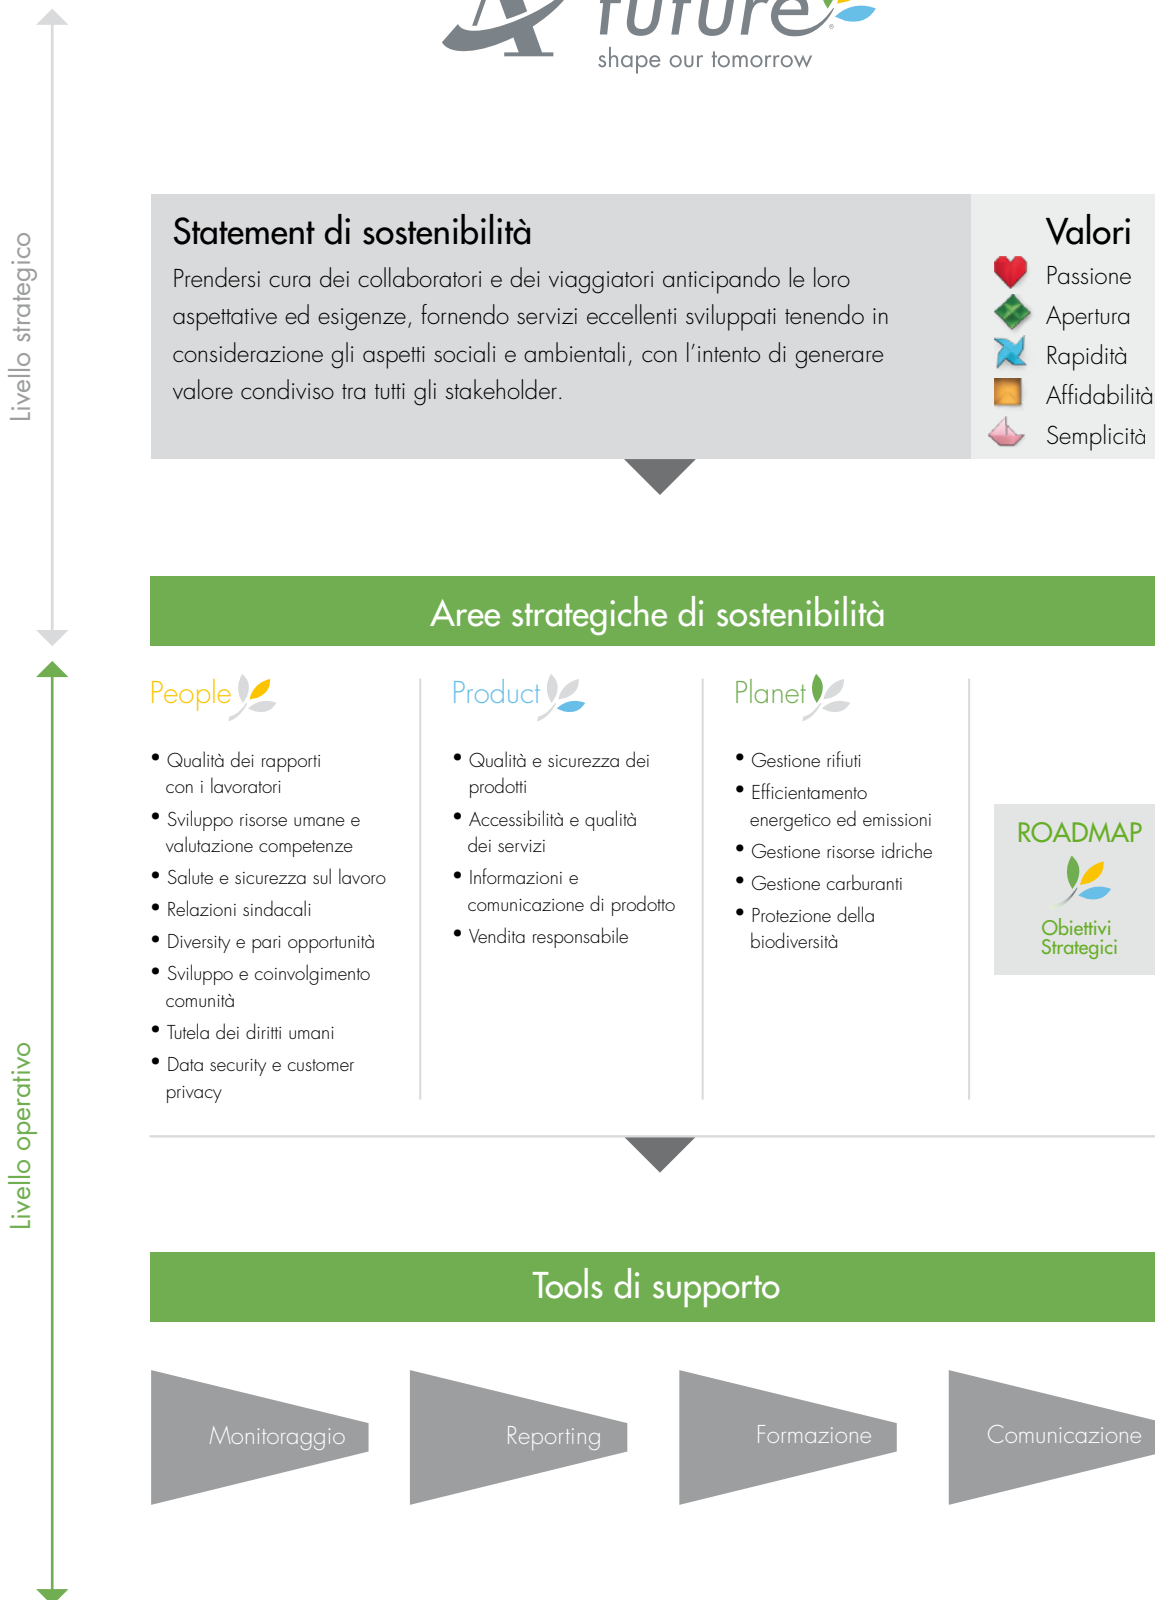 future
shape our tomorrow
Livello strategico
Statement di sostenibilità
Prendersi cura dei collaboratori e dei viaggiatori anticipando le loro
aspettative ed esigenze, fornendo servizi eccellenti sviluppati tenendo in
considerazione gli aspetti sociali e ambientali, con l'intento di generare
valore condiviso tra tutti gli stakeholder.
Valori
Passione
Apertura
Rapidità
Affidabilità
Semplicità
Livello operativo
Aree strategiche di sostenibilità
People
• Qualità dei rapporti
con i lavoratori
• Sviluppo risorse umane e
valutazione competenze
• Salute e sicurezza sul lavoro
• Relazioni sindacali
• Diversity e pari opportunità
• Sviluppo e coinvolgimento
comunità
• Tutela dei diritti umani
• Data security e customer
privacy
Product
• Qualità e sicurezza dei
prodotti
• Accessibilità e qualità
dei servizi
• Informazioni e
comunicazione di prodotto
• Vendita responsabile
Planet
• Gestione rifiuti
• Efficientamento
energetico ed emissioni
• Gestione risorse idriche
• Gestione carburanti
• Protezione della
biodiversità
ROADMAP
Obiettivi
Strategici
Tools di supporto
Monitoraggio
Reporting
Formazione
Comunicazione